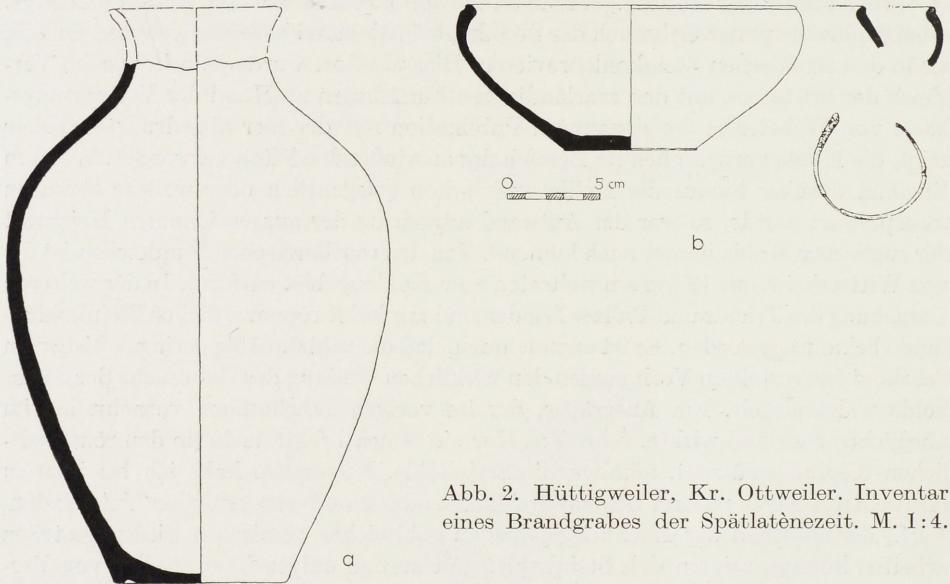 0 5 cm
b
a
Abb. 2. Hüttigweiler, Kr. Ottweiler. Inventar
eines Brandgrabes der Spätlatènezeit. M. 1:4.